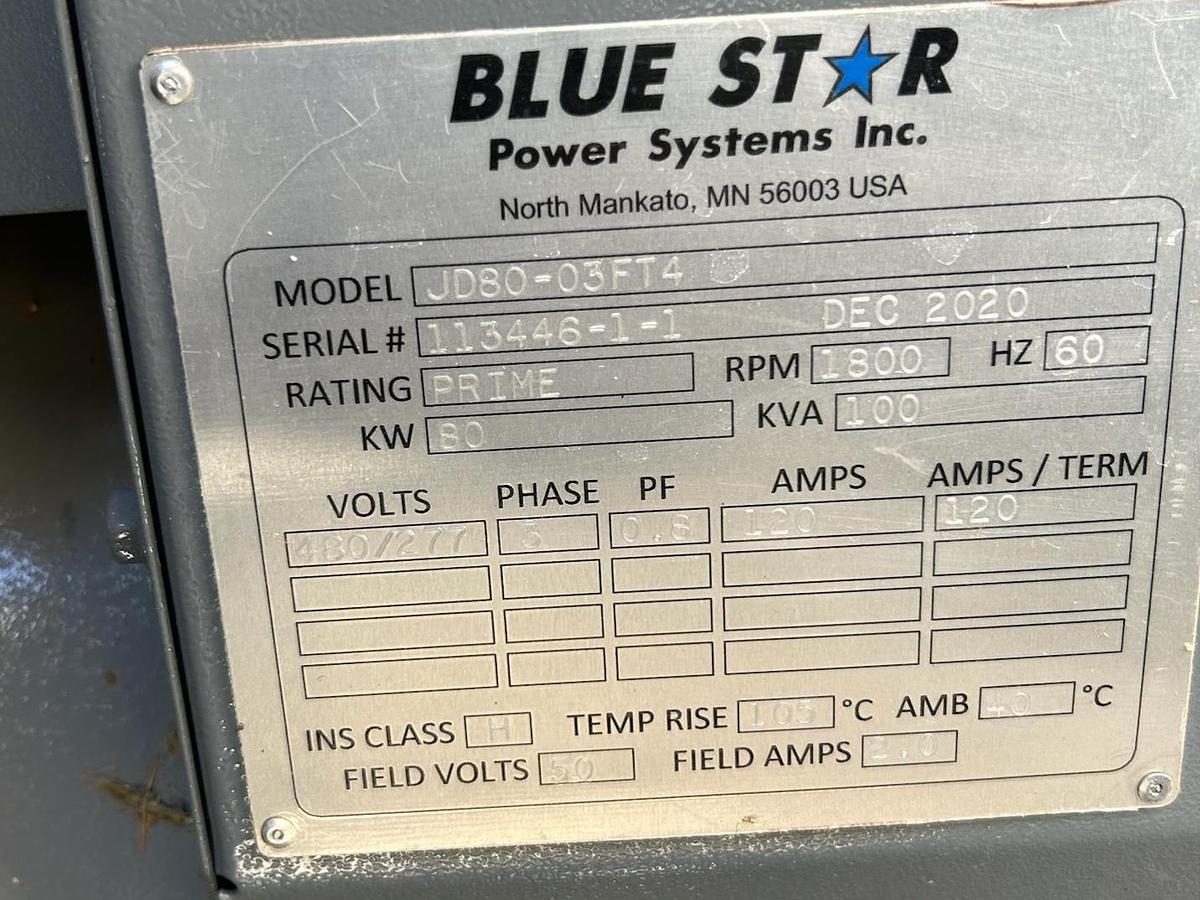 BLUE ST★R
Power Systems Inc.
North Mankato, MN 56003 USA
MODEL JD80-03FT4
SERIAL # 113446-1-1 DEC 2020
RATING PRIME RPM 1800 HZ 60
KW 80 KVA 100
VOLTS PHASE PF AMPS AMPS / TERM
480/277 3 0.8 120 120
INS CLASS H TEMP RISE 105 °C AMB 40 °C
FIELD VOLTS 50 FIELD AMPS 2.0